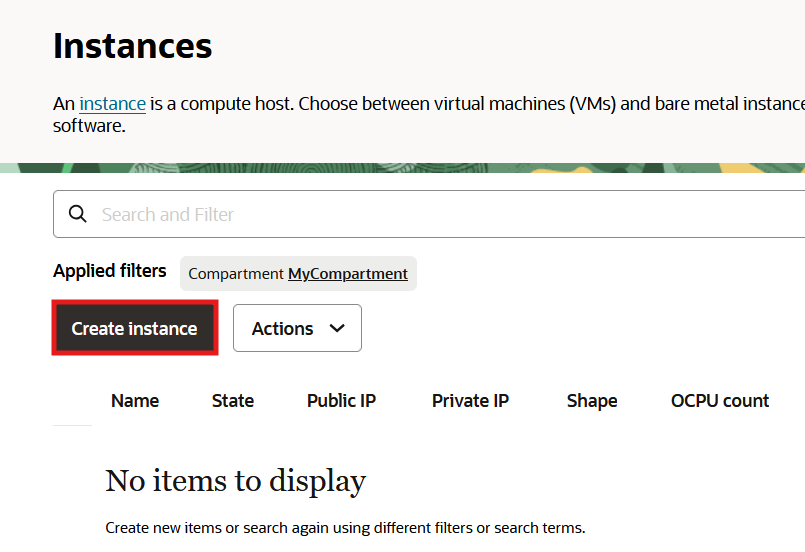 Instances
An instance is a compute host. Choose between virtual machines (VMs) and bare metal instance
software.
Search and Filter
Applied filters Compartment MyCompartment
Create instance Actions
Name State Public IP Private IP Shape OCPU count
No items to display
Create new items or search again using different filters or search terms.